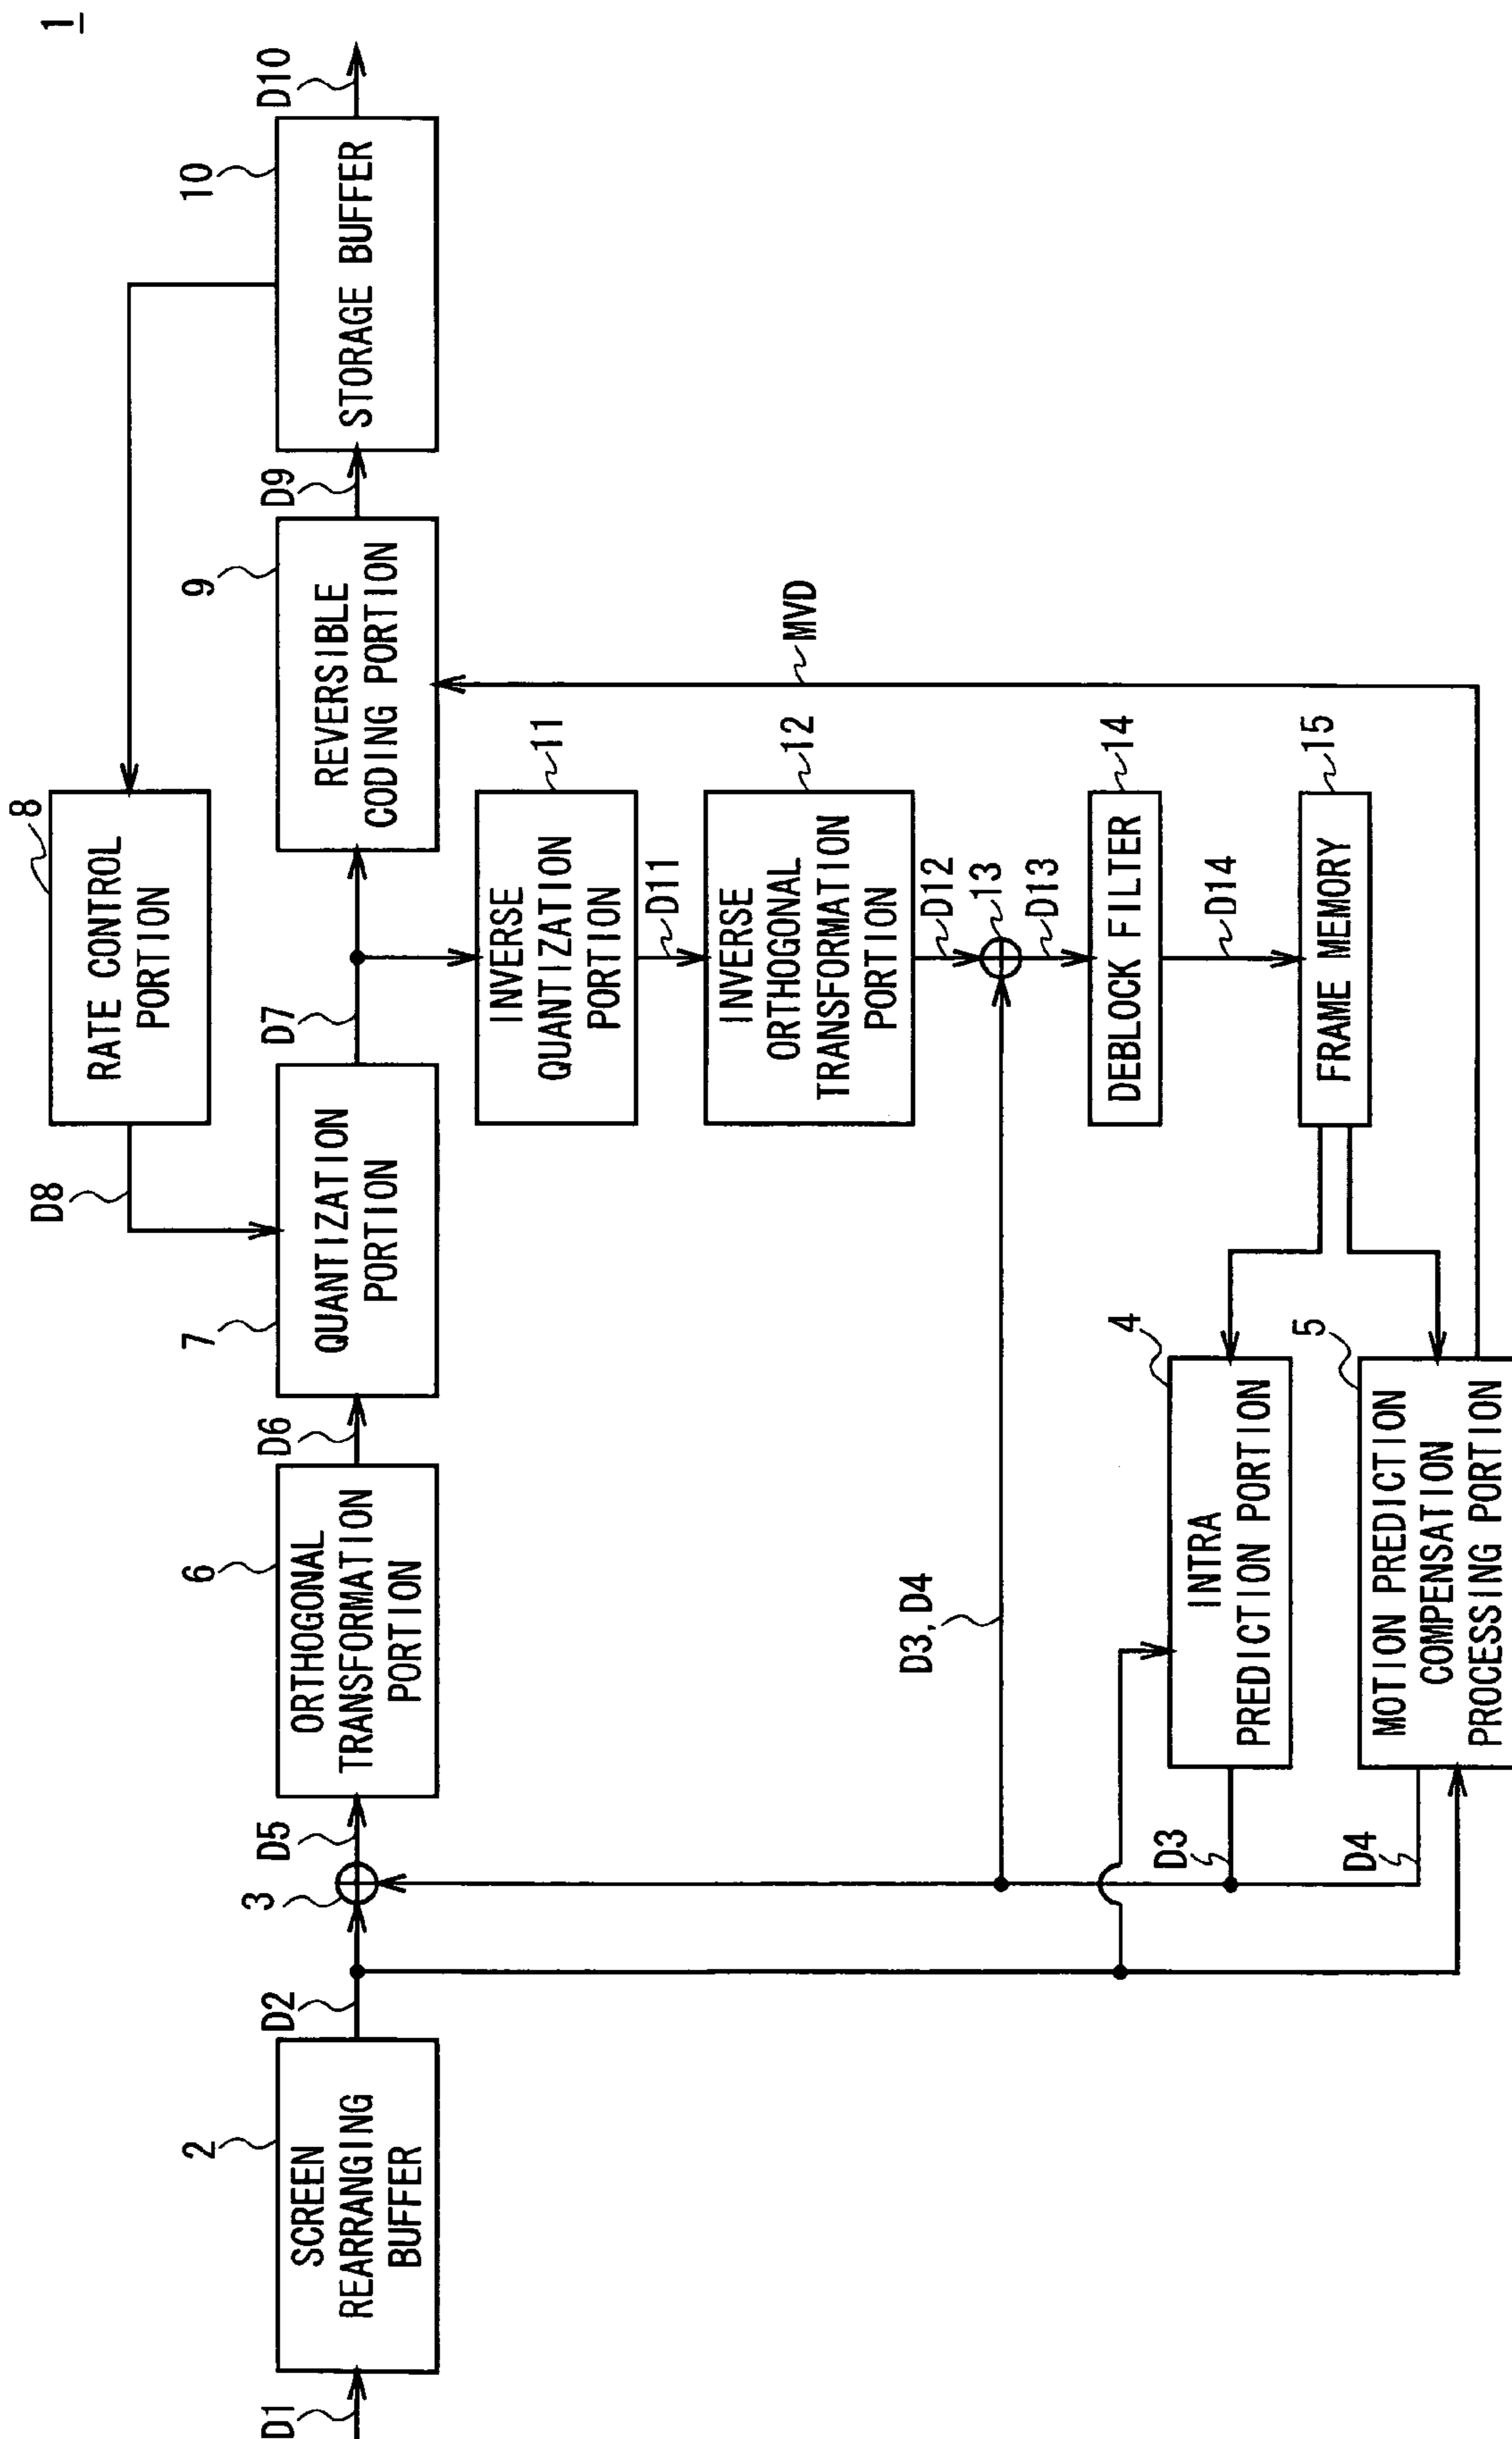 1
D1
2
SCREEN
REARRANGING
BUFFER
D2
3
D5
6
ORTHOGONAL
TRANSFORMATION
PORTION
D6
7
QUANTIZATION
PORTION
D7
D8
8
RATE CONTROL
PORTION
9
REVERSIBLE
CODING PORTION
D9
10
STORAGE BUFFER
D10
INVERSE
QUANTIZATION
PORTION
11
D11
INVERSE
ORTHOGONAL
TRANSFORMATION
PORTION
12
D12
13
D13
D3, D4
DEBLOCK FILTER
14
D14
FRAME MEMORY
15
MVD
4
INTRA
PREDICTION PORTION
D3
5
MOTION PREDICTION
COMPENSATION
PROCESSING PORTION
D4